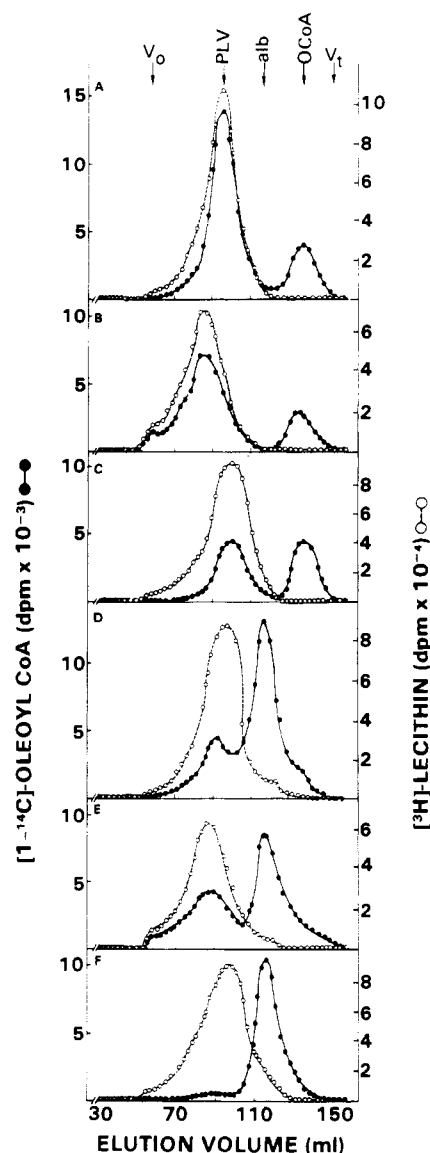 V₀ PLV alb OCoA Vₜ
A
15 10
8
10
6
4
5
2
B
10
6
5 4
2
C
10
8
6
5
4
2
D
10 8
6
5 4
2
E
10
6
5 4
2
F
10
8
6
5
4
2
30 70 110 150
[1-¹⁴C]-OLEOYL CoA (dpm x 10⁻³) ●—●
[³H]-LECITHIN (dpm x 10⁻⁴) ○-○
ELUTION VOLUME (ml)